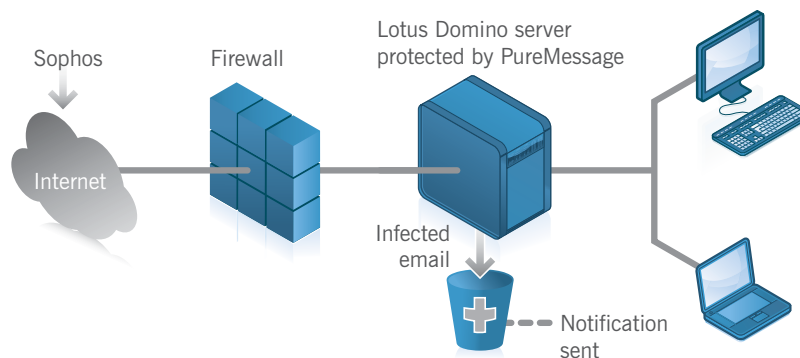 Sophos
Firewall
Lotus Domino server
protected by PureMessage
Internet
Infected
email
Notification
sent